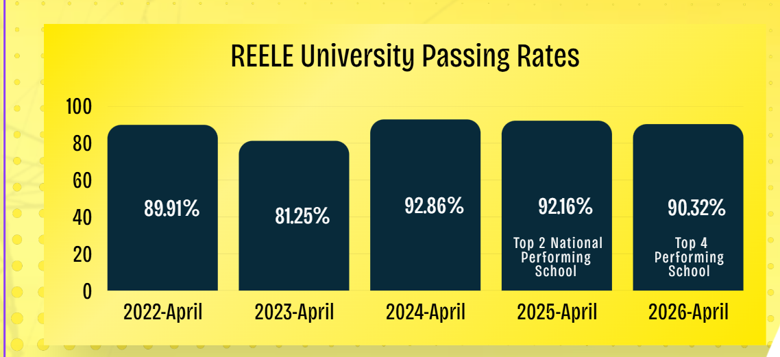 REELE University Passing Rates
100
80
60
40
20
0
89.91%
81.25%
92.86%
92.16%
Top 2 National
Performing
School
90.32%
Top 4
Performing
School
2022-April
2023-April
2024-April
2025-April
2026-April